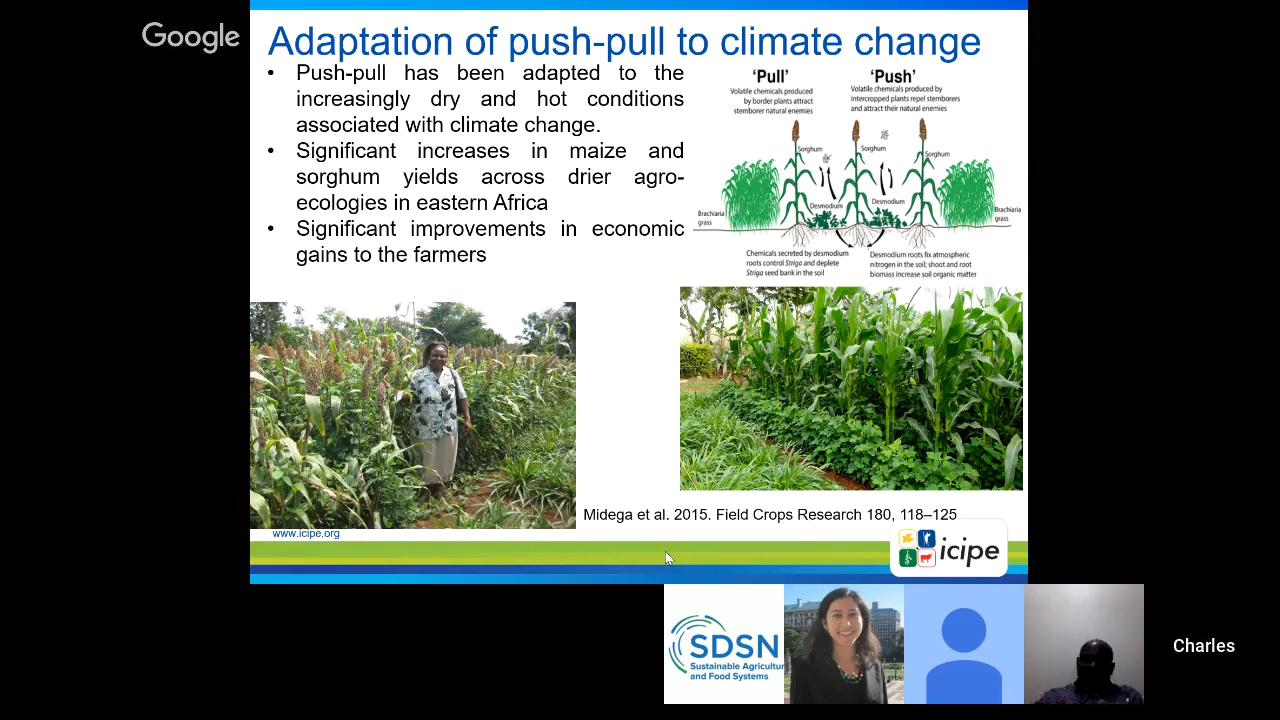 Google
Adaptation of push-pull to climate change
• Push-pull has been adapted to the
increasingly dry and hot conditions
associated with climate change.
• Significant increases in maize and
sorghum yields across drier agro-
ecologies in eastern Africa
• Significant improvements in economic
gains to the farmers
'Pull'
Volatile chemicals produced
by border plants attract
stemborer natural enemies
'Push'
Volatile chemicals produced by
intercropped plants repel stemborers
and attract their natural enemies
Sorghum
Sorghum
Sorghum
Desmodium
Desmodium
Brachiaria
grass
Brachiaria
grass
Chemicals secreted by desmodium
roots control Striga and deplete
Striga seed bank in the soil
Desmodium roots fix atmospheric
nitrogen in the soil; shoot and root
biomass increase soil organic matter
Midega et al. 2015. Field Crops Research 180, 118–125
www.icipe.org
icipe
SDSN
Sustainable Agricultur
and Food Systems
Charles